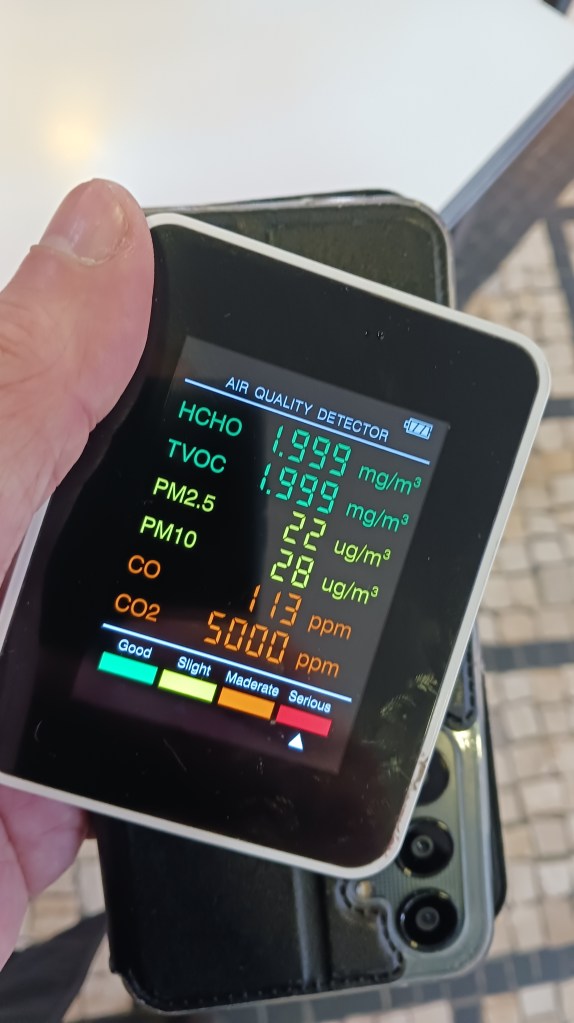 AIR QUALITY DETECTOR
HCHO 1.999 mg/m³
TVOC 1.999 mg/m³
PM2.5 22 ug/m³
PM10 28 ug/m³
CO 113 ppm
CO2 5000 ppm
Good Slight Maderate Serious